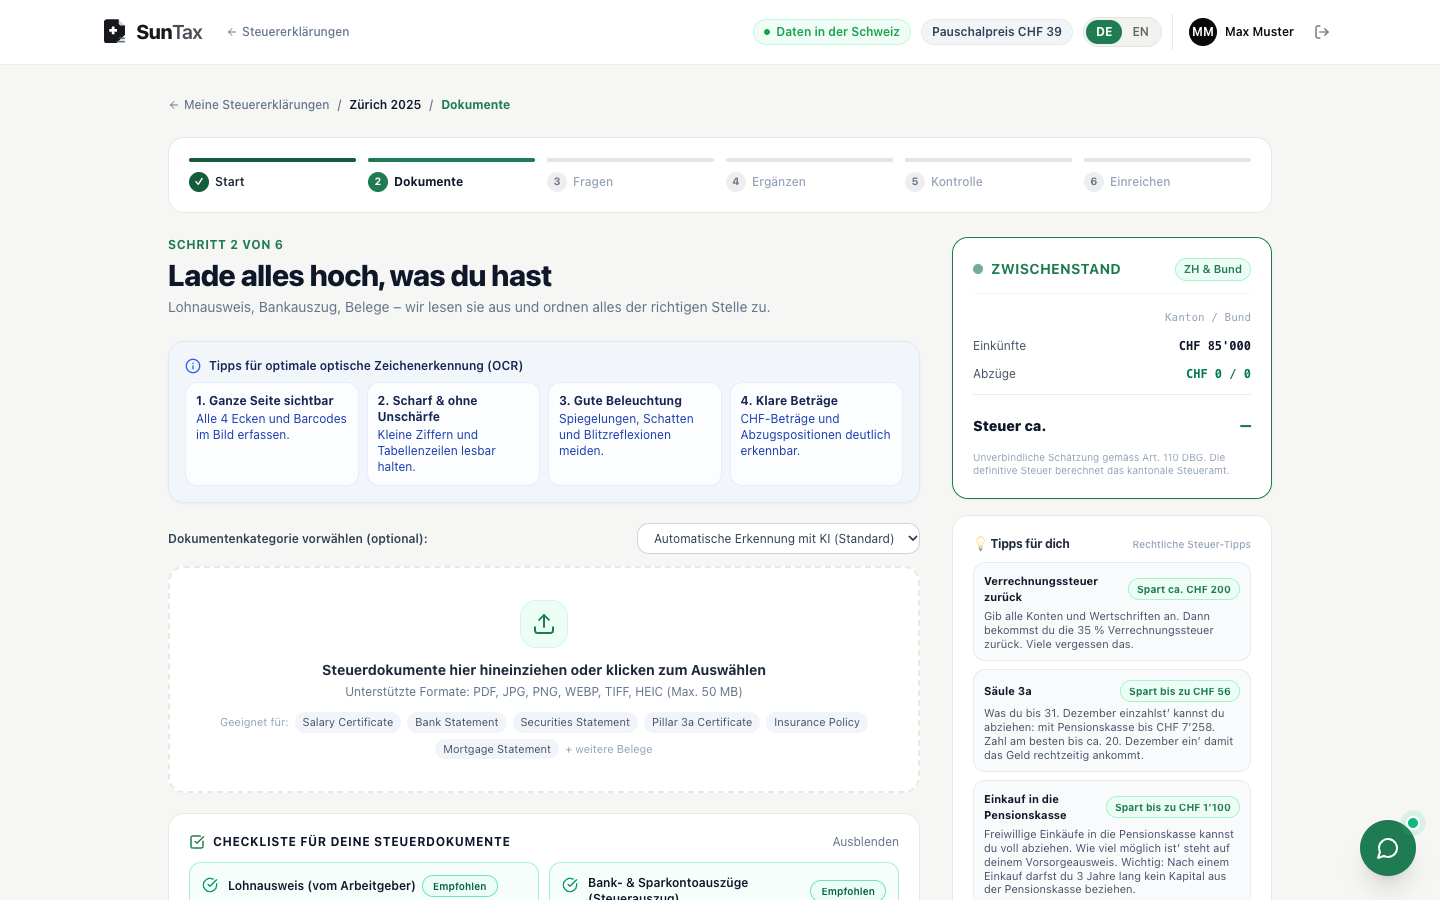 SunTax
← Steuererklärungen
Daten in der Schweiz
Pauschalpreis CHF 39
DE
EN
MM
Max Muster
← Meine Steuererklärungen / Zürich 2025 / Dokumente
Start
2 Dokumente
3 Fragen
4 Ergänzen
5 Kontrolle
6 Einreichen
SCHRITT 2 VON 6
Lade alles hoch, was du hast
Lohnausweis, Bankauszug, Belege – wir lesen sie aus und ordnen alles der richtigen Stelle zu.
Tipps für optimale optische Zeichenerkennung (OCR)
1. Ganze Seite sichtbar
Alle 4 Ecken und Barcodes
im Bild erfassen.
2. Scharf & ohne
Unschärfe
Kleine Ziffern und
Tabellenzeilen lesbar
halten.
3. Gute Beleuchtung
Spiegelungen, Schatten
und Blitzreflexionen
meiden.
4. Klare Beträge
CHF-Beträge und
Abzugspositionen deutlich
erkennbar.
Dokumentenkategorie vorwählen (optional):
Automatische Erkennung mit KI (Standard)
Steuerdokumente hier hineinziehen oder klicken zum Auswählen
Unterstützte Formate: PDF, JPG, PNG, WEBP, TIFF, HEIC (Max. 50 MB)
Geeignet für: Salary Certificate Bank Statement Securities Statement Pillar 3a Certificate Insurance Policy
Mortgage Statement + weitere Belege
CHECKLISTE FÜR DEINE STEUERDOKUMENTE
Ausblenden
Lohnausweis (vom Arbeitgeber)
Empfohlen
Bank- & Sparkontoauszüge
(Steuerauszug)
Empfohlen
ZWISCHENSTAND
ZH & Bund
Kanton / Bund
Einkünfte
CHF 85'000
Abzüge
CHF 0 / 0
Steuer ca.
–
Unverbindliche Schätzung gemäss Art. 110 DBG. Die
definitive Steuer berechnet das kantonale Steueramt.
Tipps für dich
Rechtliche Steuer-Tipps
Verrechnungssteuer
zurück
Spart ca. CHF 200
Gib alle Konten und Wertschriften an. Dann
bekommst du die 35 % Verrechnungssteuer
zurück. Viele vergessen das.
Säule 3a
Spart bis zu CHF 56
Was du bis 31. Dezember einzahlst’ kannst du
abziehen: mit Pensionskasse bis CHF 7’258.
Zahl am besten bis ca. 20. Dezember ein’ damit
das Geld rechtzeitig ankommt.
Einkauf in die
Pensionskasse
Spart bis zu CHF 1’100
Freiwillige Einkäufe in die Pensionskasse kannst
du voll abziehen. Wie viel möglich ist’ steht auf
deinem Vorsorgeausweis. Wichtig: Nach einem
Einkauf darfst du 3 Jahre lang kein Kapital aus
der Pensionskasse beziehen.